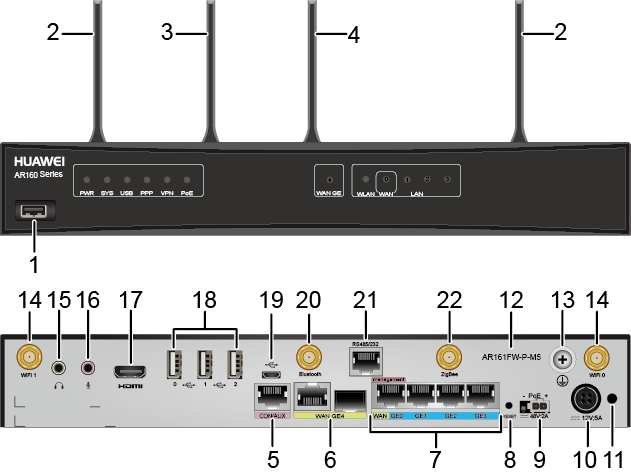 2 3 4 2
HUAWEI
AR160 Series
PWR SYS USB PPP VPN PoE
WAN GE
WLAN WAN LAN
4 0 1 2 3
1
14 15 16 17 18 19 20 21 22 12 13 14
RS485/232
AR161FW-P-M5
WiFi 1
HDMI
0 1 2
Bluetooth
ZigBee
WiFi 0
management
- PoE +
CON/AUX
WAN GE4
WAN GE0 GE1 GE2 GE3
RESET
48V;2A
12V;5A
5 6 7 8 9 10 11